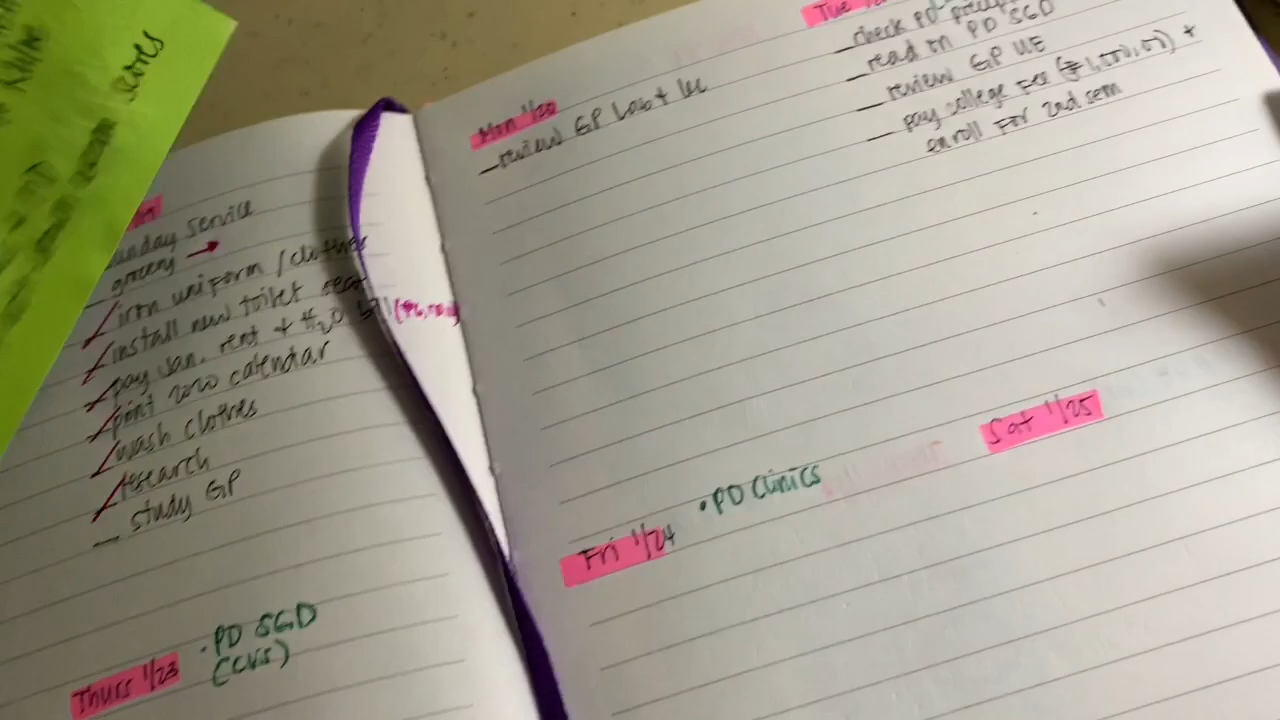 unday service
grocery →
iron uniform / clothes
install new toilet seat
pay Jan. rent + H2O bill
print 2020 calendar
wash clothes
research
study GP
Thurs 1/23
• PD SGD
(CVS)
Mon 1/20
review GP Lab + Lec
Tue
check PD
read on PD SGD
review GP UE
pay college fee +
enroll for 2nd sem
Fri 1/24
• PD Clinics
Sat 1/25